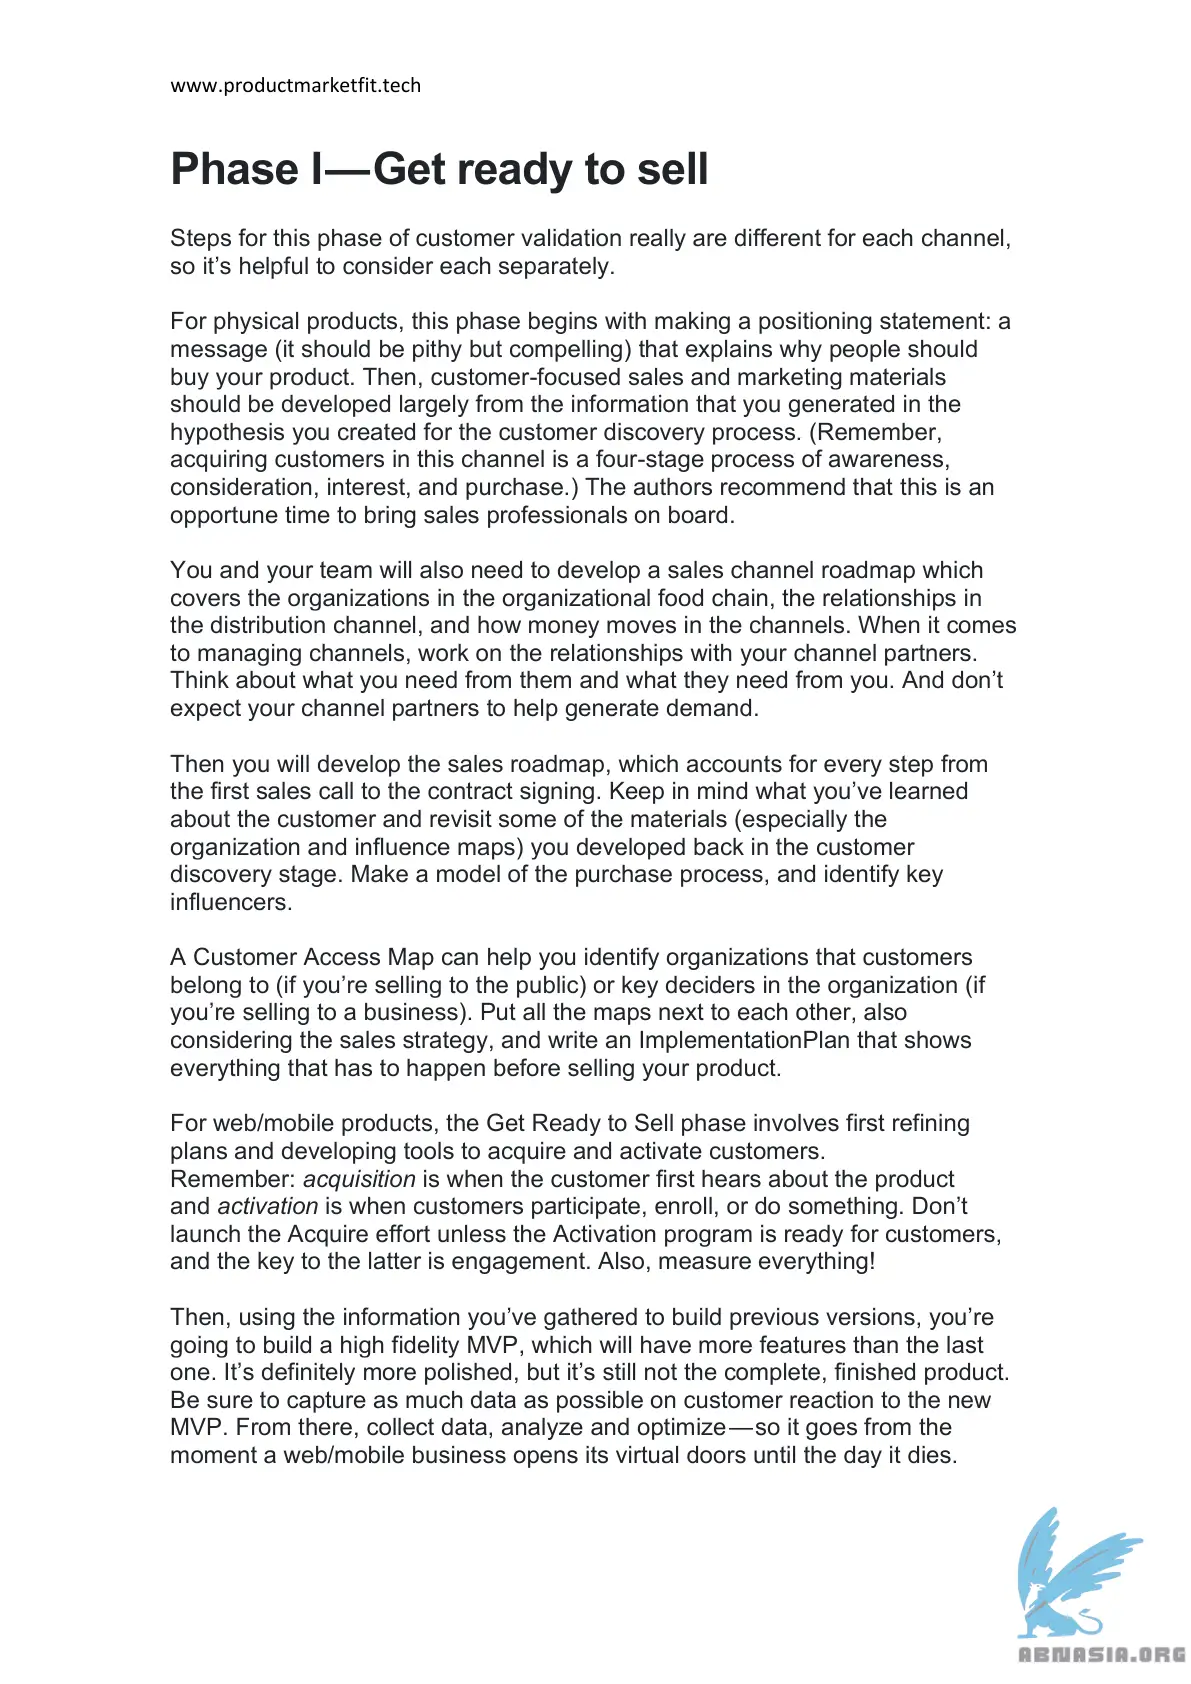 www.productmarketfit.tech
Phase I—Get ready to sell
Steps for this phase of customer validation really are different for each channel,
so it’s helpful to consider each separately.
For physical products, this phase begins with making a positioning statement: a
message (it should be pithy but compelling) that explains why people should
buy your product. Then, customer-focused sales and marketing materials
should be developed largely from the information that you generated in the
hypothesis you created for the customer discovery process. (Remember,
acquiring customers in this channel is a four-stage process of awareness,
consideration, interest, and purchase.) The authors recommend that this is an
opportune time to bring sales professionals on board.
You and your team will also need to develop a sales channel roadmap which
covers the organizations in the organizational food chain, the relationships in
the distribution channel, and how money moves in the channels. When it comes
to managing channels, work on the relationships with your channel partners.
Think about what you need from them and what they need from you. And don’t
expect your channel partners to help generate demand.
Then you will develop the sales roadmap, which accounts for every step from
the first sales call to the contract signing. Keep in mind what you’ve learned
about the customer and revisit some of the materials (especially the
organization and influence maps) you developed back in the customer
discovery stage. Make a model of the purchase process, and identify key
influencers.
A Customer Access Map can help you identify organizations that customers
belong to (if you’re selling to the public) or key deciders in the organization (if
you’re selling to a business). Put all the maps next to each other, also
considering the sales strategy, and write an ImplementationPlan that shows
everything that has to happen before selling your product.
For web/mobile products, the Get Ready to Sell phase involves first refining
plans and developing tools to acquire and activate customers.
Remember: acquisition is when the customer first hears about the product
and activation is when customers participate, enroll, or do something. Don’t
launch the Acquire effort unless the Activation program is ready for customers,
and the key to the latter is engagement. Also, measure everything!
Then, using the information you’ve gathered to build previous versions, you’re
going to build a high fidelity MVP, which will have more features than the last
one. It’s definitely more polished, but it’s still not the complete, finished product.
Be sure to capture as much data as possible on customer reaction to the new
MVP. From there, collect data, analyze and optimize—so it goes from the
moment a web/mobile business opens its virtual doors until the day it dies.
ABNASIA.ORG